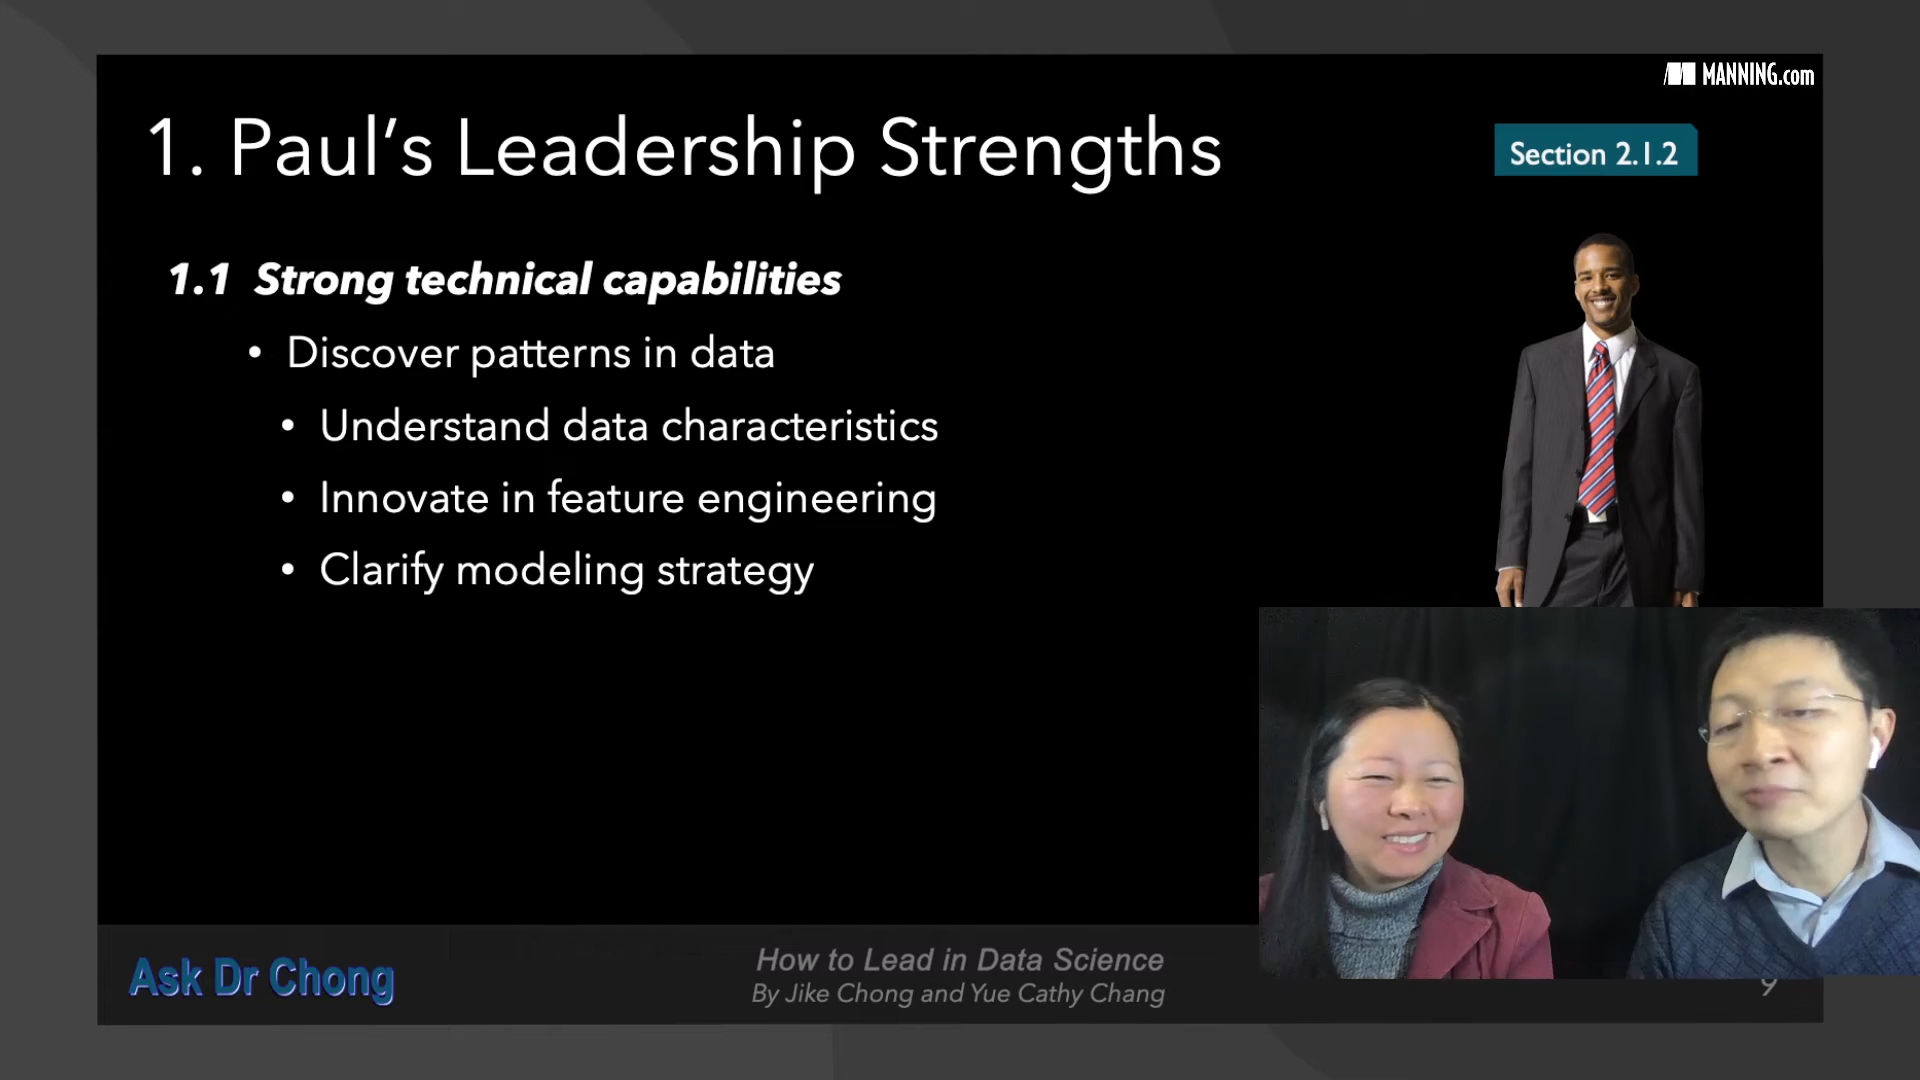 MANNING.com
1. Paul's Leadership Strengths
Section 2.1.2
1.1 Strong technical capabilities
• Discover patterns in data
• Understand data characteristics
• Innovate in feature engineering
• Clarify modeling strategy
Ask Dr Chong
How to Lead in Data Science
By Jike Chong and Yue Cathy Chang
9